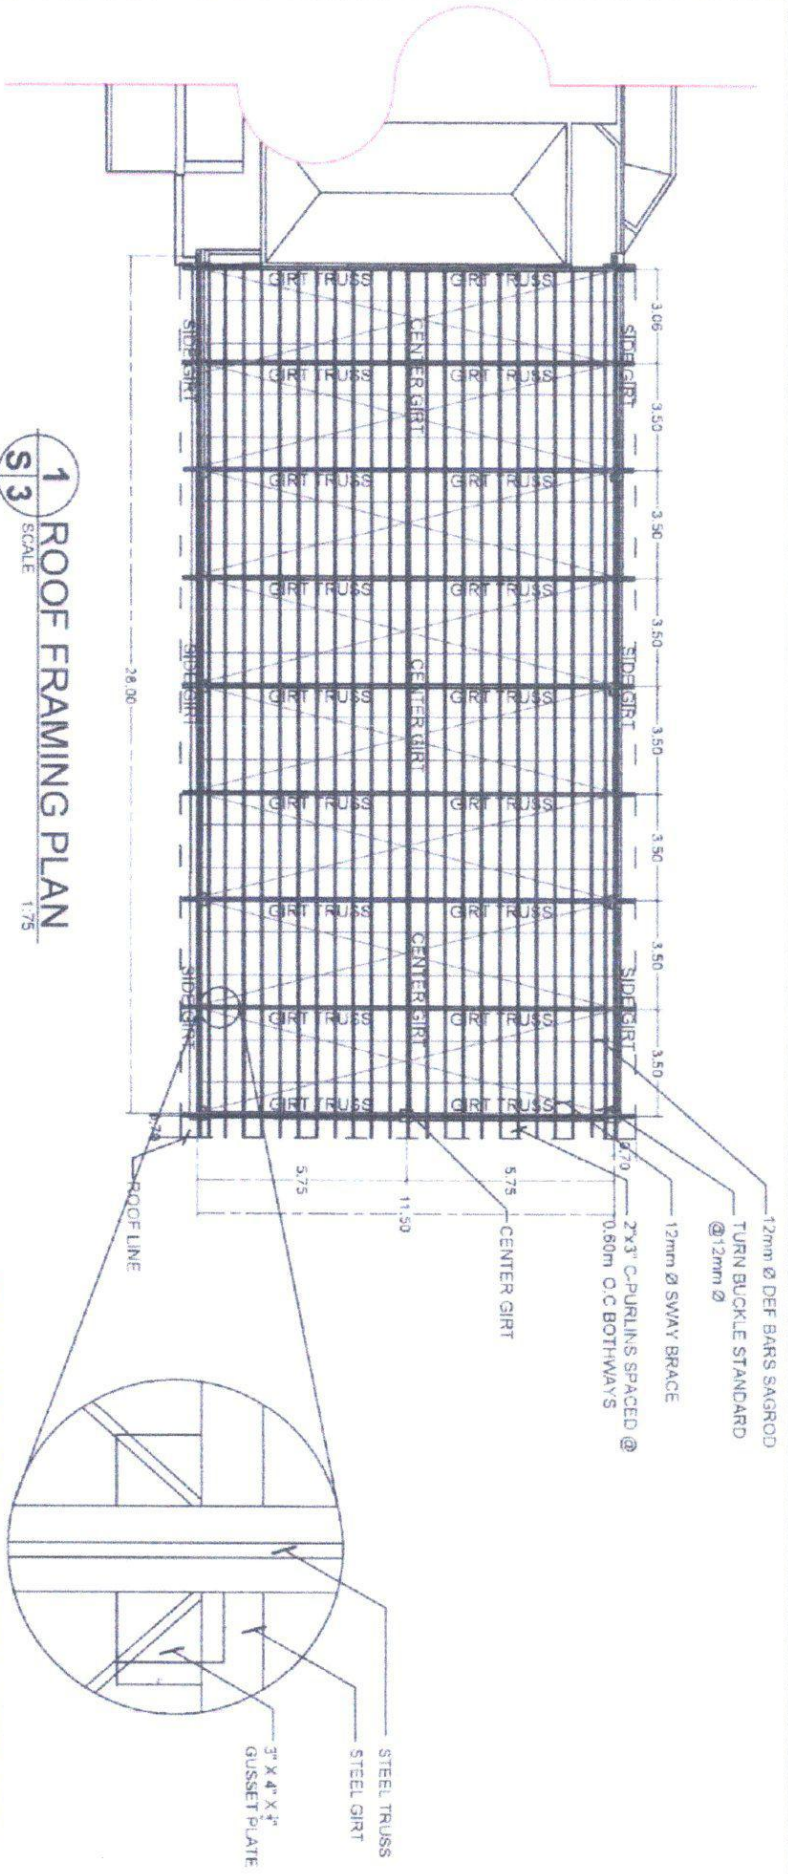 3.06
3.50
3.50
3.50
3.50
3.50
3.50
3.50
SIDE GIRT
SIDE GIRT
SIDE GIRT
GIRT TRUSS
GIRT TRUSS
GIRT TRUSS
GIRT TRUSS
GIRT TRUSS
GIRT TRUSS
GIRT TRUSS
GIRT TRUSS
GIRT TRUSS
CENTER GIRT
CENTER GIRT
CENTER GIRT
GIRT TRUSS
GIRT TRUSS
GIRT TRUSS
GIRT TRUSS
GIRT TRUSS
GIRT TRUSS
GIRT TRUSS
GIRT TRUSS
GIRT TRUSS
SIDE GIRT
SIDE GIRT
SIDE GIRT
28.00
0.70
5.75
5.75
11.50
12mm Ø DEF BARS SAGROD
TURN BUCKLE STANDARD
@12mm Ø
12mm Ø SWAY BRACE
2"x3" C-PURLINS SPACED @
0.60m O.C BOTHWAYS
CENTER GIRT
ROOF LINE
STEEL TRUSS
STEEL GIRT
3" X 4" X
GUSSET PLATE
1
S 3
ROOF FRAMING PLAN
SCALE
1:75